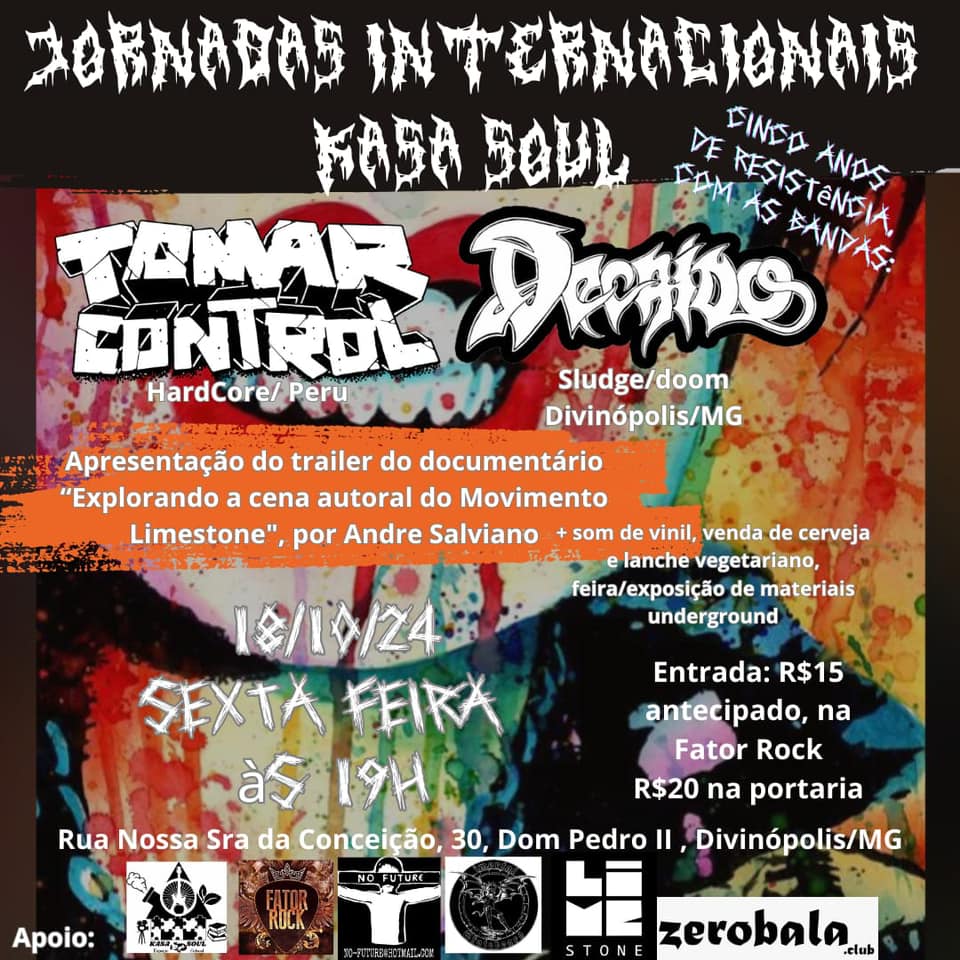 JORNADAS INTERNACIONAIS
KASA SOUL
CINCO ANOS
DE RESISTÊNCIA,
COM AS BANDAS:
TOMAR
CONTROL
HardCore/ Peru
DECAÍDOS
Sludge/doom
Divinópolis/MG
Apresentação do trailer do documentário
“Explorando a cena autoral do Movimento
Limestone", por Andre Salviano
+ som de vinil, venda de cerveja
e lanche vegetariano,
feira/exposição de materiais
underground
18/10/24
SEXTA FEIRA
àS 19H
Entrada: R$15
antecipado, na
Fator Rock
R$20 na portaria
Rua Nossa Sra da Conceição, 30, Dom Pedro II , Divinópolis/MG
Apoio:
KASA SOUL
FATOR
ROCK
NO FUTURE
NO-FUTURE@HOTMAIL.COM
LIME
STONE
zerobala
.club